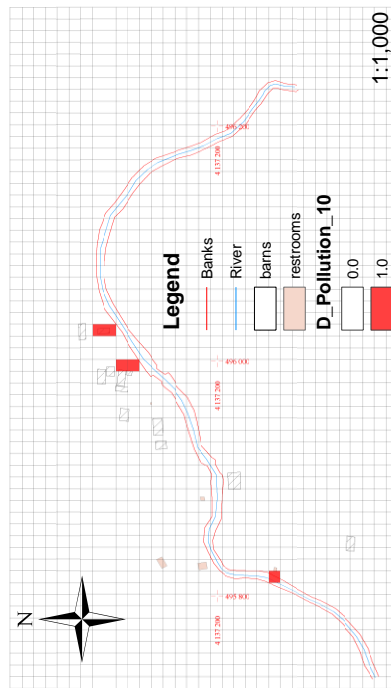 N
Legend
Banks
River
barns
restrooms
D_Pollution_10
0.0
1.0
1:1,000
495 800
4 137 200
496 000
4 137 200
496 200
4 137 200